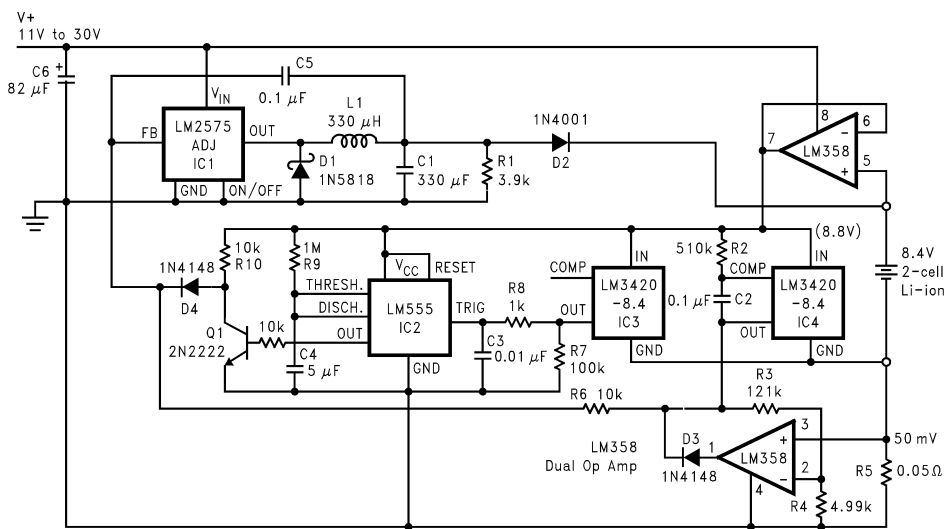 V+
11V to 30V
C6
82 μF
+
C5
0.1 μF
VIN
FB
LM2575
ADJ
IC1
OUT
GND
ON/OFF
L1
330 μH
D1
1N5818
C1
330 μF
R1
3.9k
1N4001
D2
8
7
6
5
−
+
LM358
(8.8V)
8.4V
2-cell
Li-ion
10k
R10
1M
R9
1N4148
D4
Q1
2N2222
10k
C4
5 μF
THRESH.
DISCH.
OUT
VCC
RESET
LM555
IC2
TRIG
GND
R8
1k
C3
0.01 μF
R7
100k
COMP
OUT
IN
LM3420
-8.4
IC3
GND
510k
R2
0.1 μF
C2
COMP
OUT
IN
LM3420
-8.4
IC4
GND
R6 10k
R3
121k
LM358
Dual Op Amp
D3
1N4148
1
3
2
4
+
−
LM358
R4
4.99k
50 mV
R5
0.05Ω